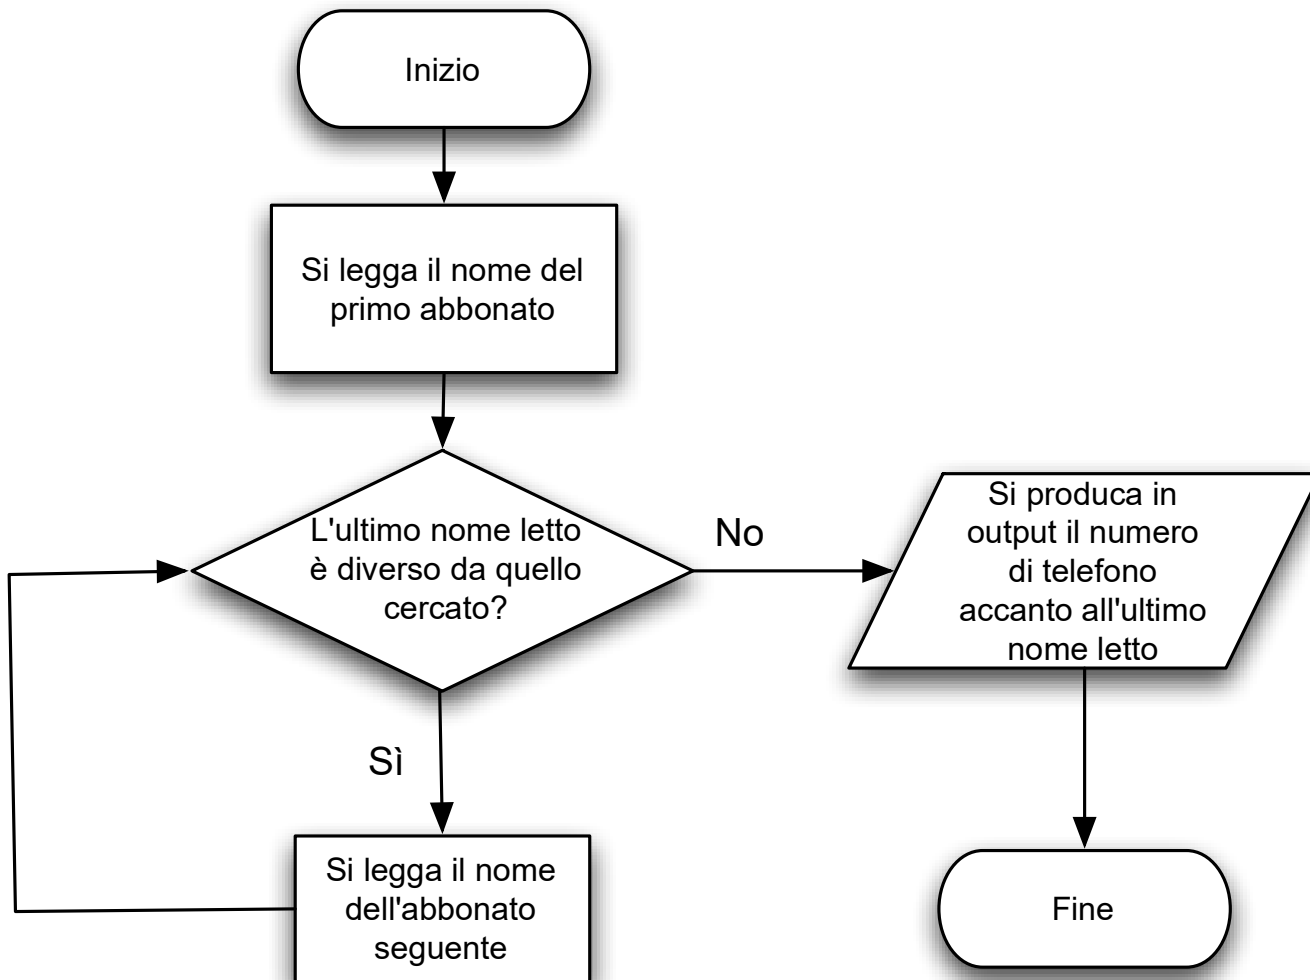 Inizio
Si legga il nome del
primo abbonato
L'ultimo nome letto
è diverso da quello
cercato?
No
Si produca in
output il numero
di telefono
accanto all'ultimo
nome letto
Sì
Si legga il nome
dell'abbonato
seguente
Fine